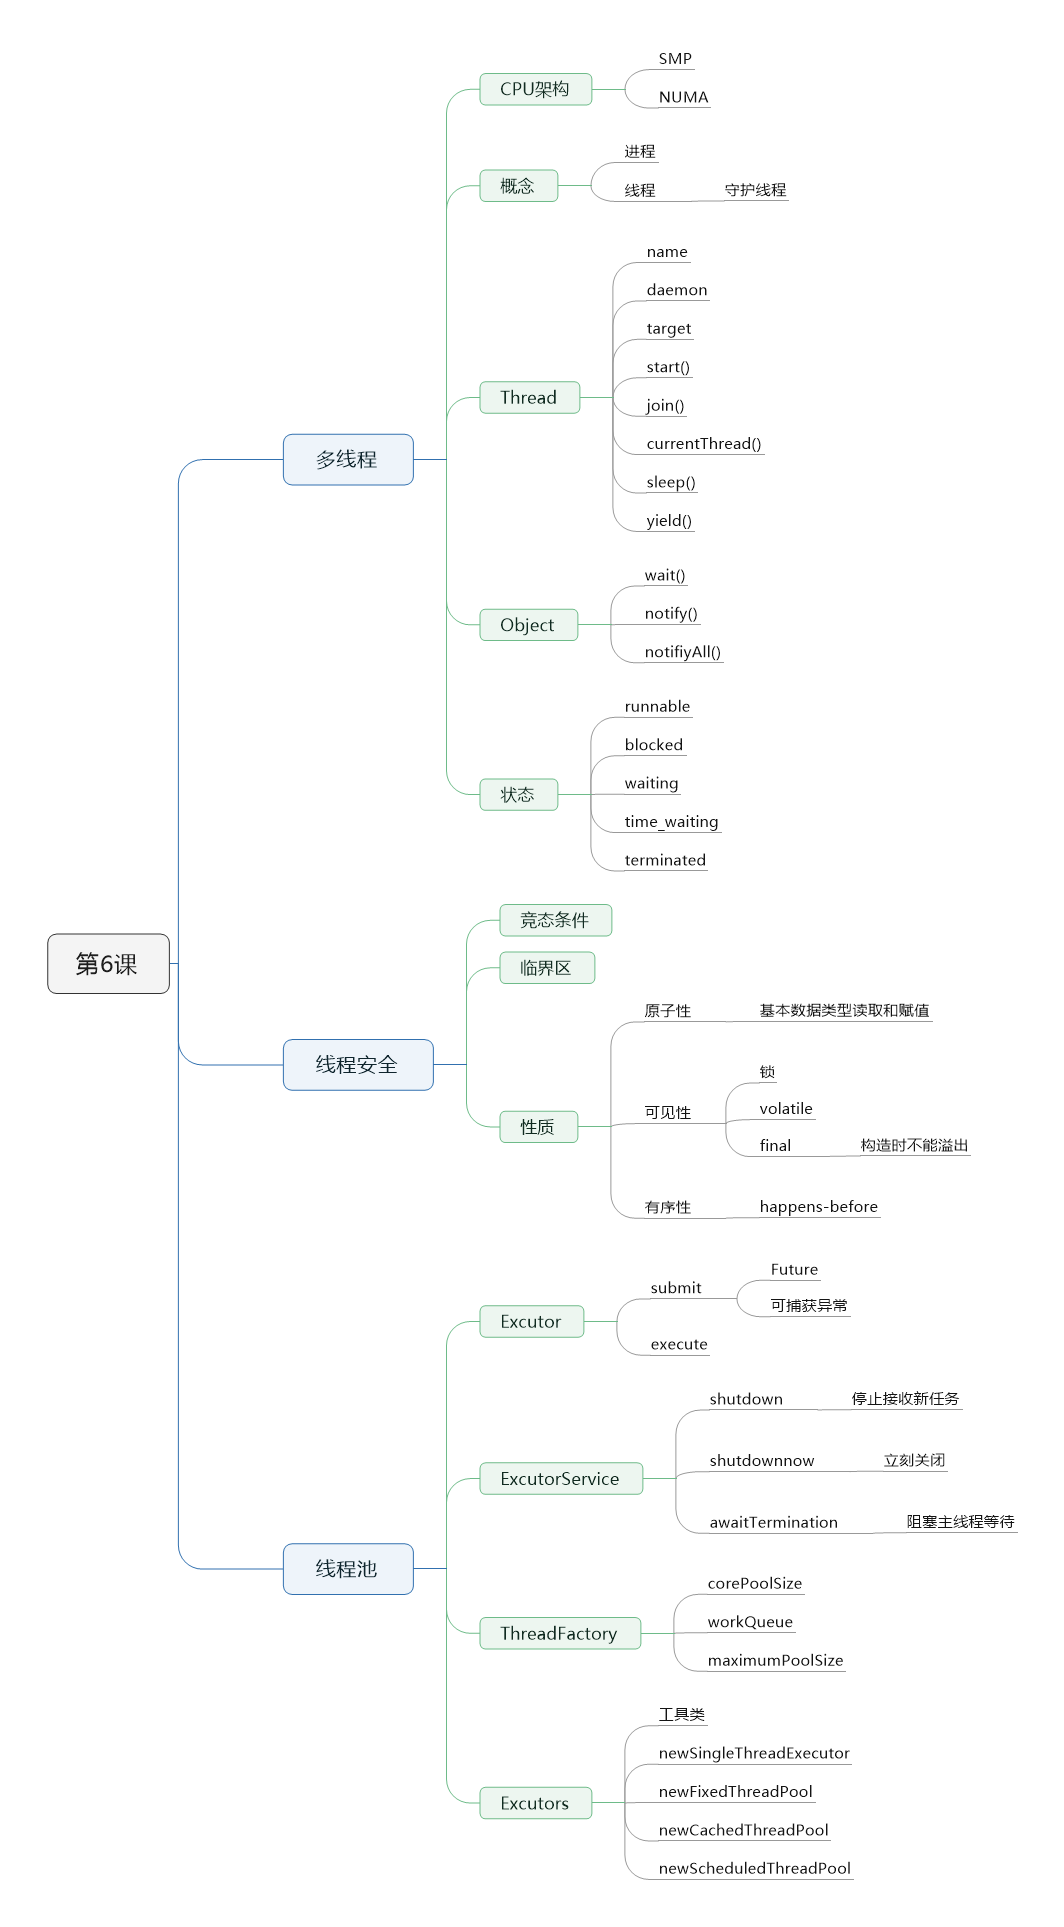 第6课
多线程
CPU架构
SMP
NUMA
概念
进程
线程
守护线程
Thread
name
daemon
target
start()
join()
currentThread()
sleep()
yield()
Object
wait()
notify()
notifiyAll()
状态
runnable
blocked
waiting
time_waiting
terminated
线程安全
竞态条件
临界区
性质
原子性
基本数据类型读取和赋值
可见性
锁
volatile
final
构造时不能溢出
有序性
happens-before
线程池
Excutor
submit
Future
可捕获异常
execute
ExcutorService
shutdown
停止接收新任务
shutdownnow
立刻关闭
awaitTermination
阻塞主线程等待
ThreadFactory
corePoolSize
workQueue
maximumPoolSize
Excutors
工具类
newSingleThreadExecutor
newFixedThreadPool
newCachedThreadPool
newScheduledThreadPool